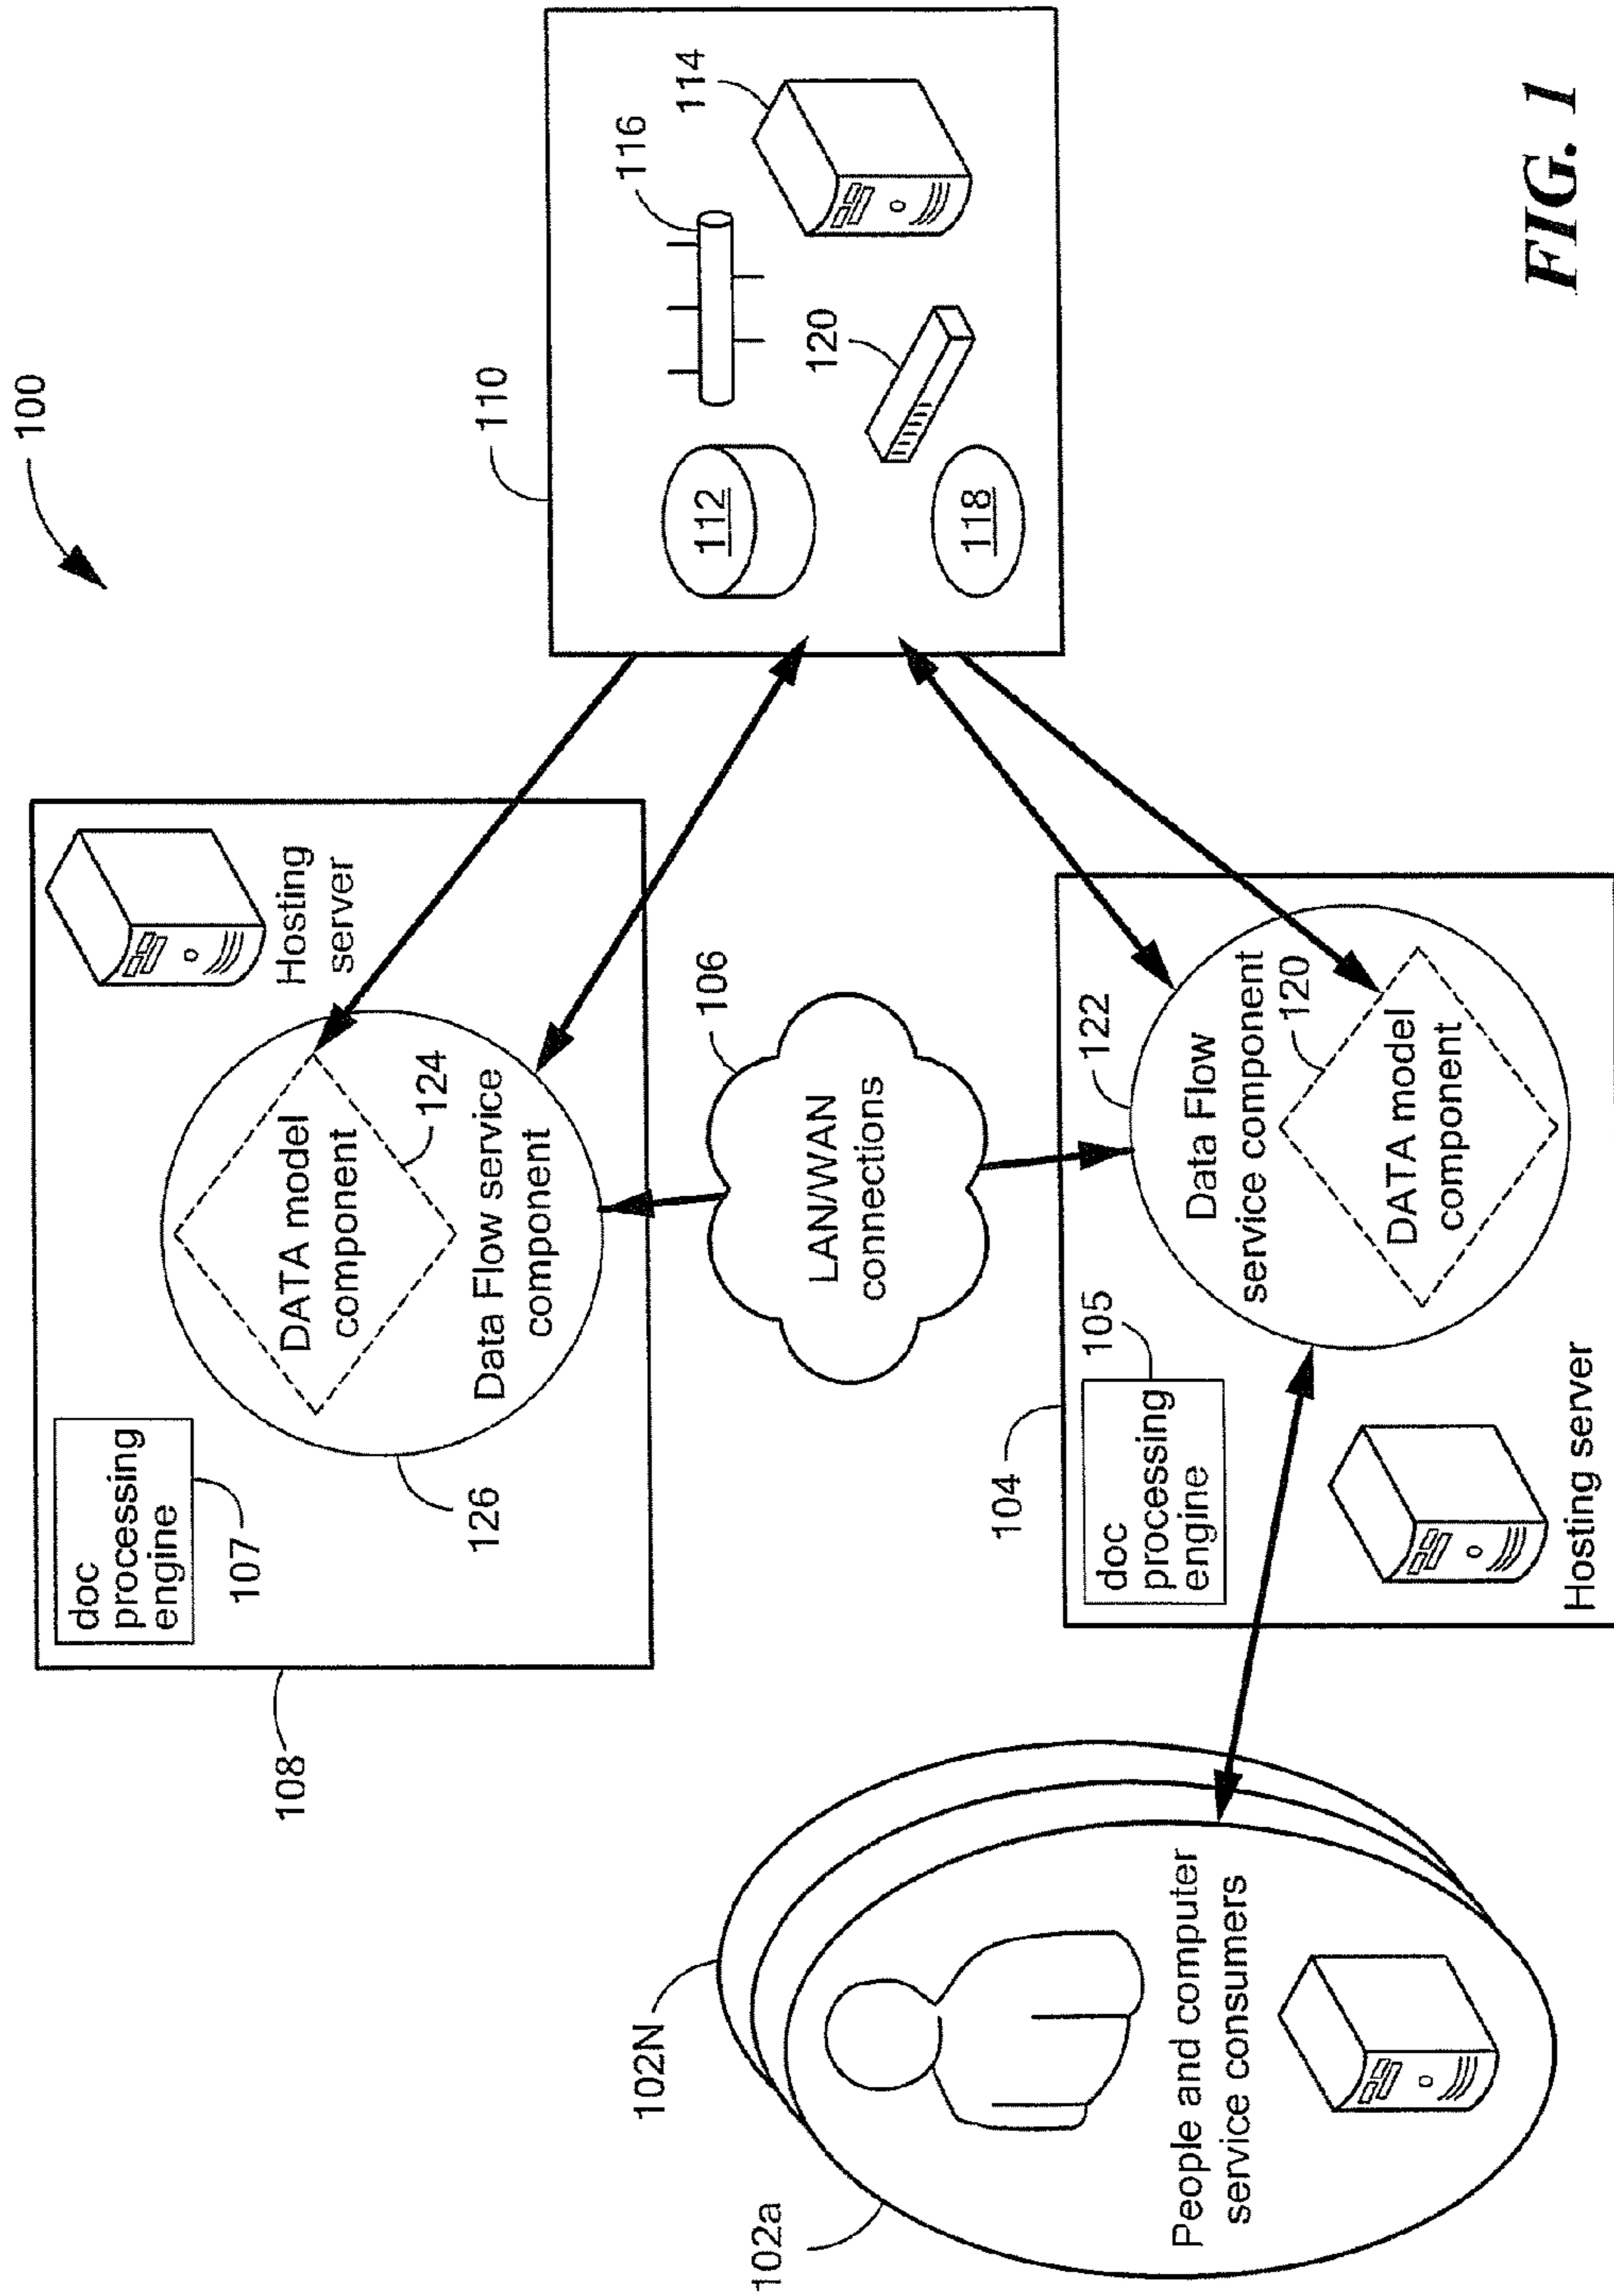 100
108
doc
processing
engine
107
126
DATA model
component
124
Data Flow service
component
Hosting
server
110
112
116
114
120
118
106
LAN/WAN
connections
102N
102a
People and computer
service consumers
104
doc
processing
engine
105
Hosting server
122
Data Flow
service component
120
DATA model
component
FIG. 1